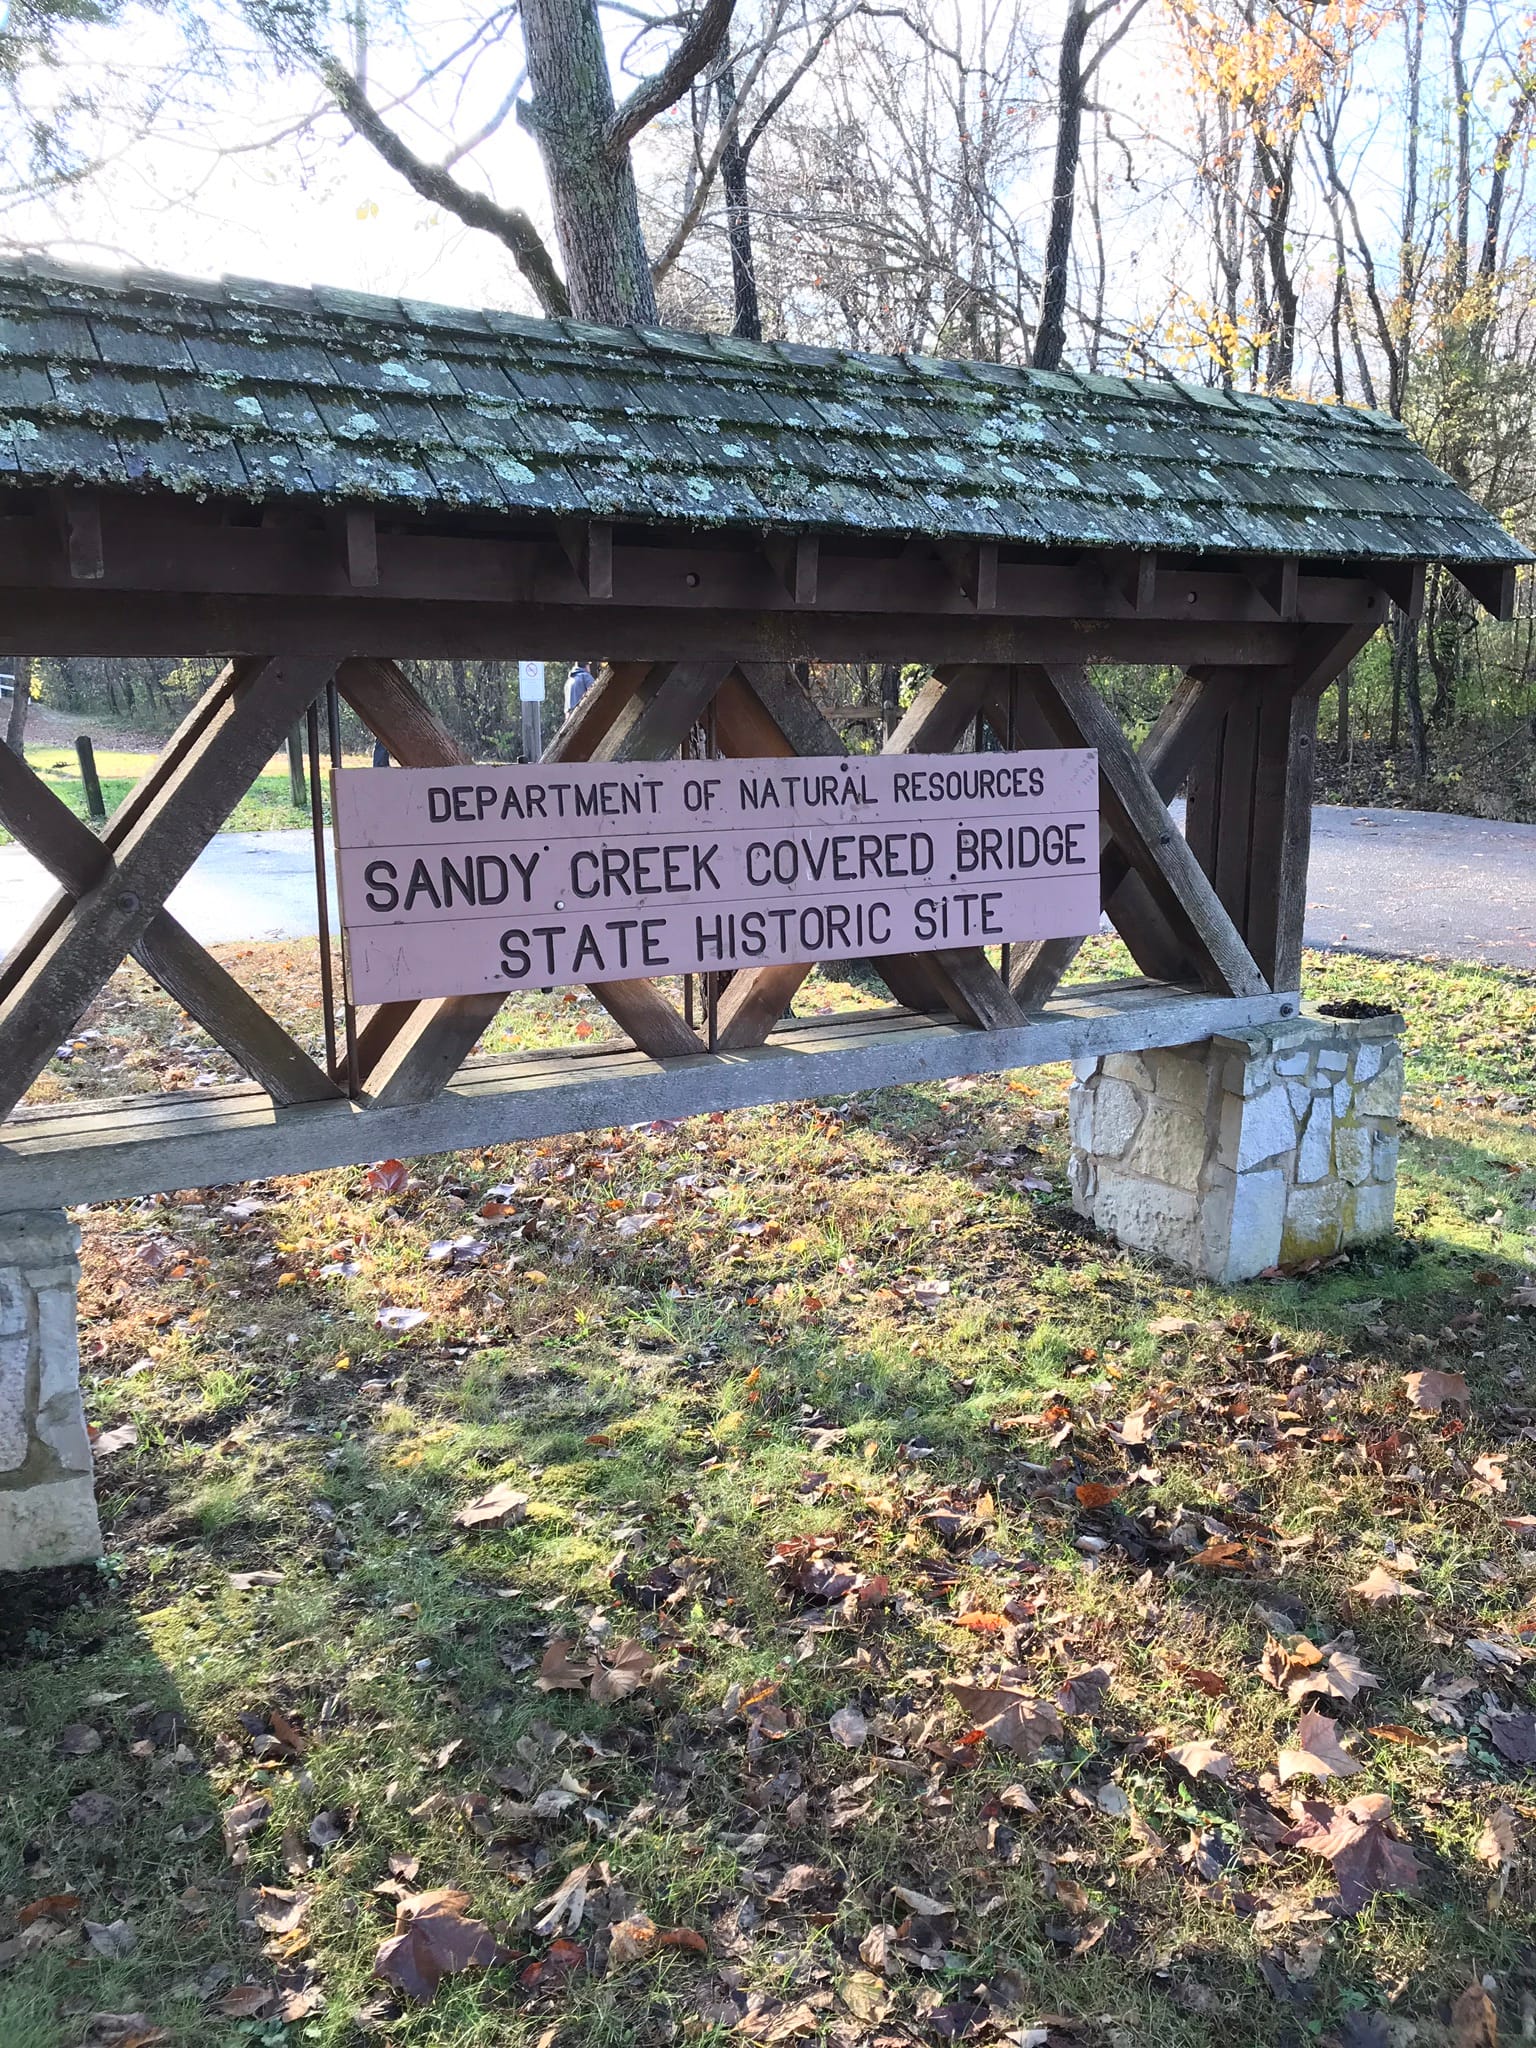 DEPARTMENT OF NATURAL RESOURCES
SANDY CREEK COVERED BRIDGE
STATE HISTORIC SITE